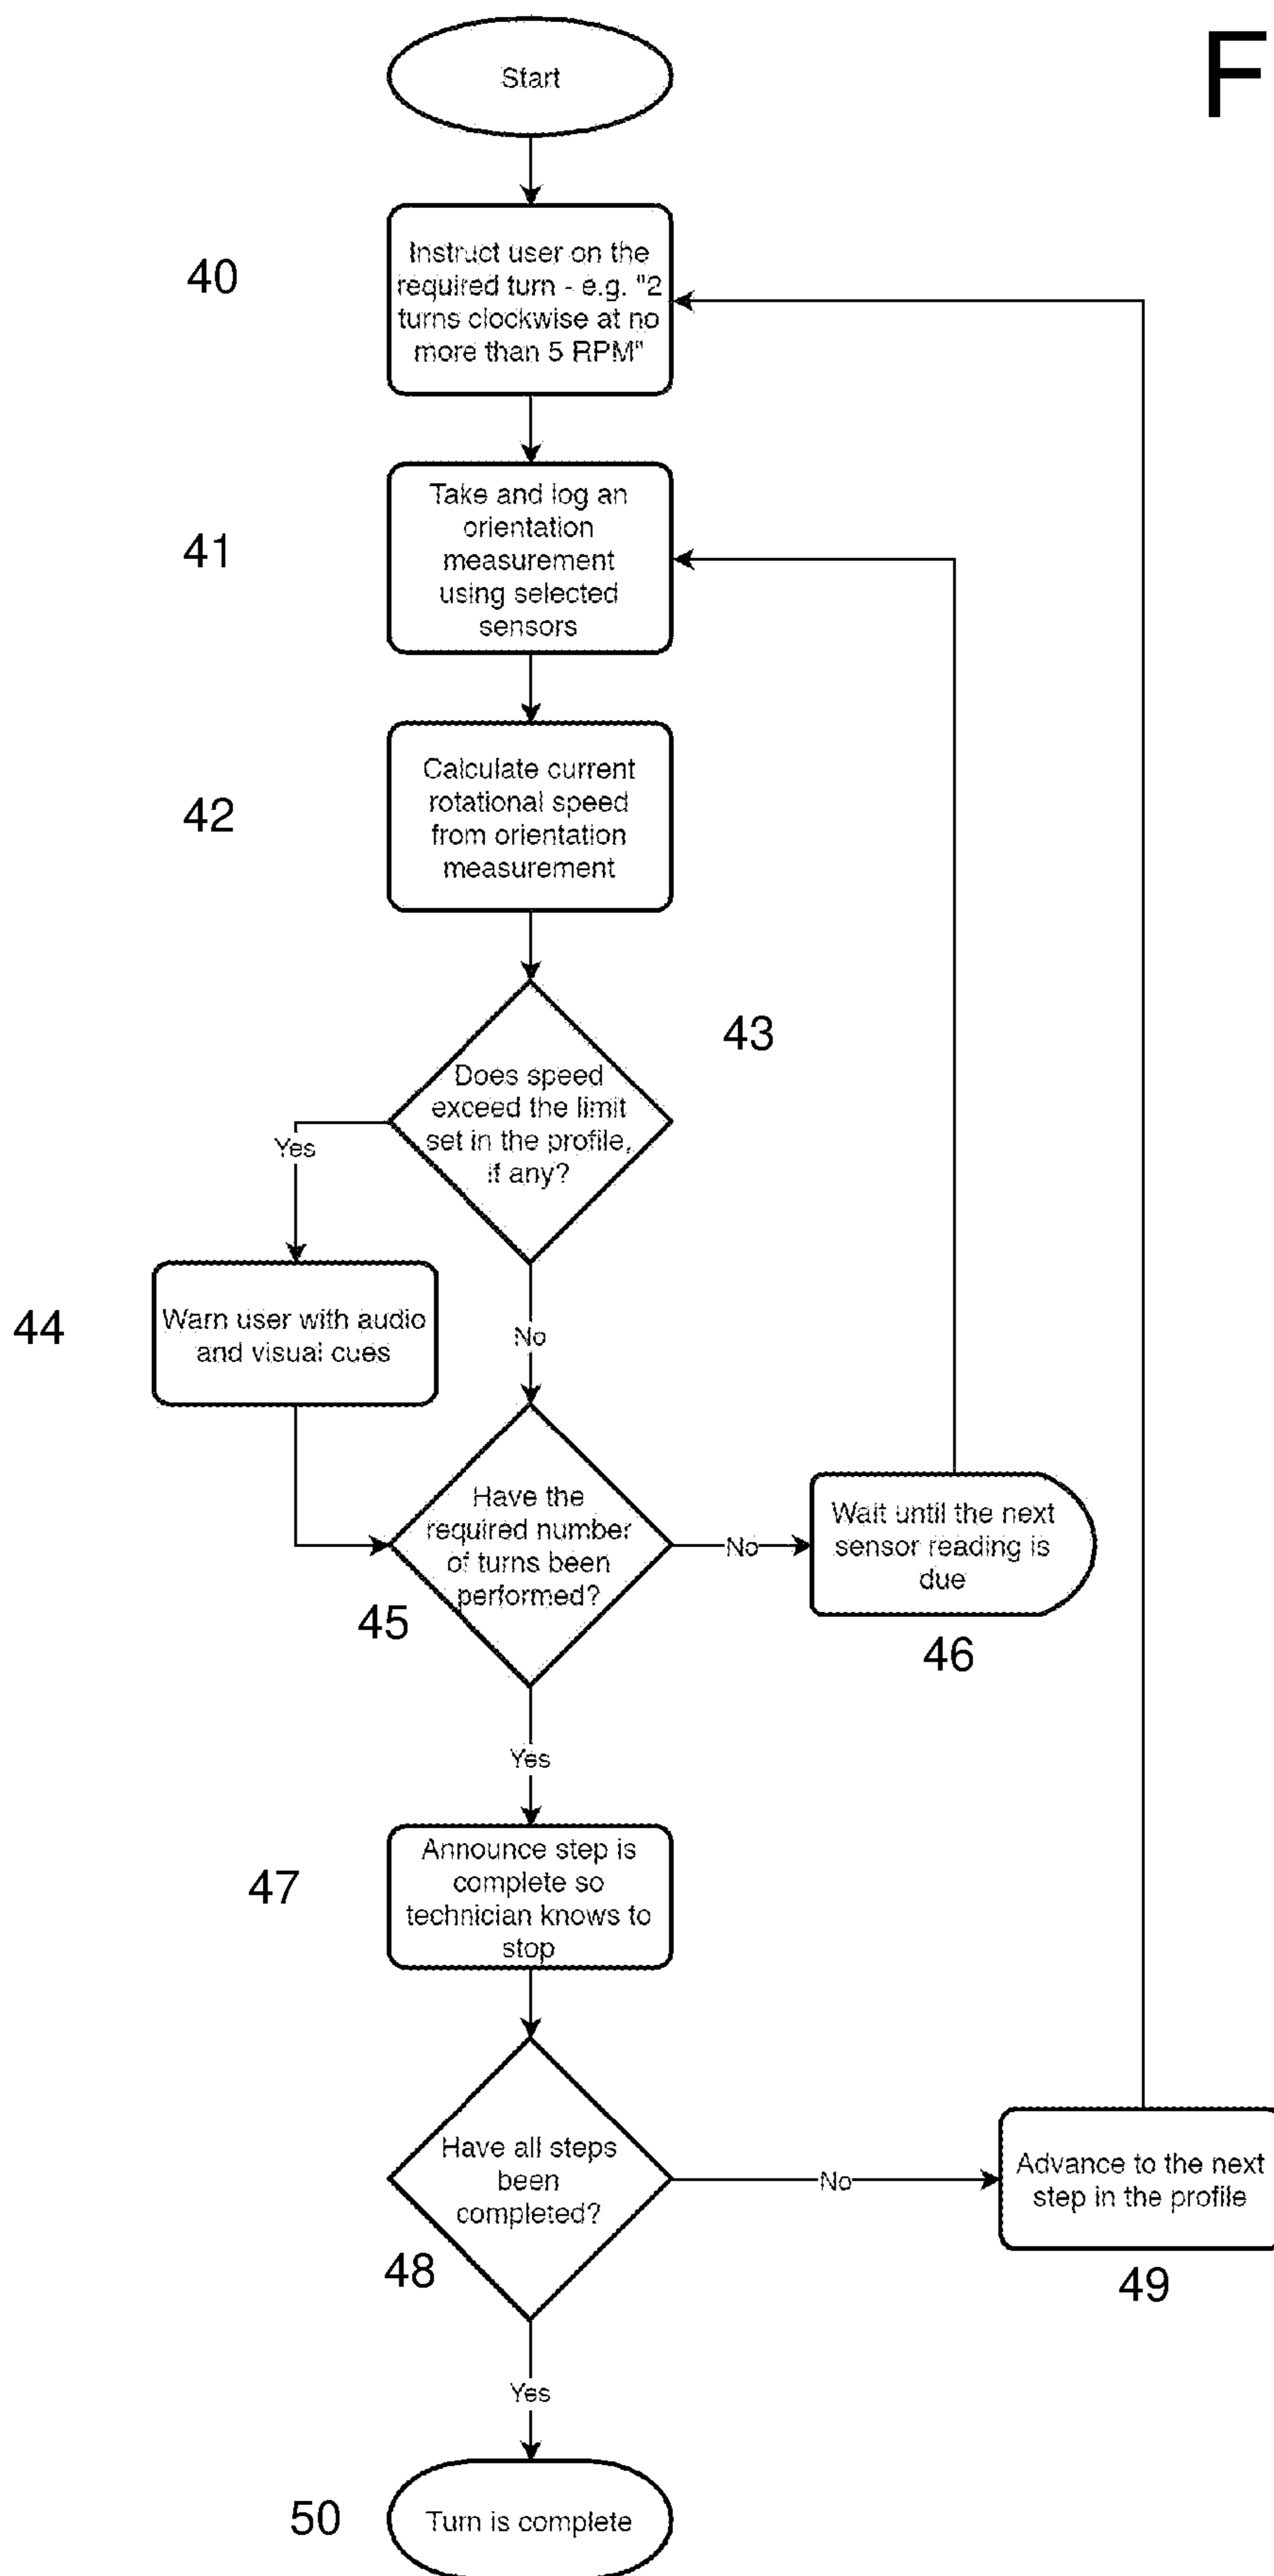 F
Start
40
Instruct user on the
required turn - e.g. "2
turns clockwise at no
more than 5 RPM"
41
Take and log an
orientation
measurement
using selected
sensors
42
Calculate current
rotational speed
from orientation
measurement
43
Does speed
exceed the limit
set in the profile,
if any?
Yes
44
Warn user with audio
and visual cues
No
Have the
required number
of turns been
performed?
45
No
Wait until the next
sensor reading is
due
46
Yes
47
Announce step is
complete so
technician knows to
stop
Have all steps
been
completed?
48
No
Advance to the next
step in the profile
49
Yes
50
Turn is complete